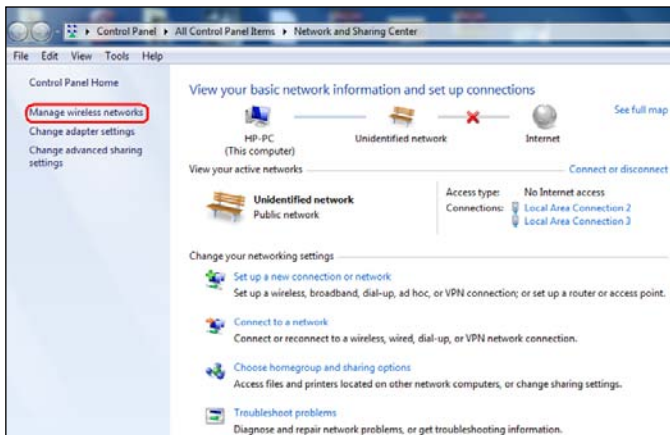 Control Panel ▸ All Control Panel Items ▸ Network and Sharing Center
File Edit View Tools Help
Control Panel Home
Manage wireless networks
Change adapter settings
Change advanced sharing
settings
View your basic network information and set up connections
See full map
HP-PC
(This computer)
Unidentified network
Internet
View your active networks
Connect or disconnect
Unidentified network
Public network
Access type: No Internet access
Connections: Local Area Connection 2
Local Area Connection 3
Change your networking settings
Set up a new connection or network
Set up a wireless, broadband, dial-up, ad hoc, or VPN connection; or set up a router or access point.
Connect to a network
Connect or reconnect to a wireless, wired, dial-up, or VPN network connection.
Choose homegroup and sharing options
Access files and printers located on other network computers, or change sharing settings.
Troubleshoot problems
Diagnose and repair network problems, or get troubleshooting information.